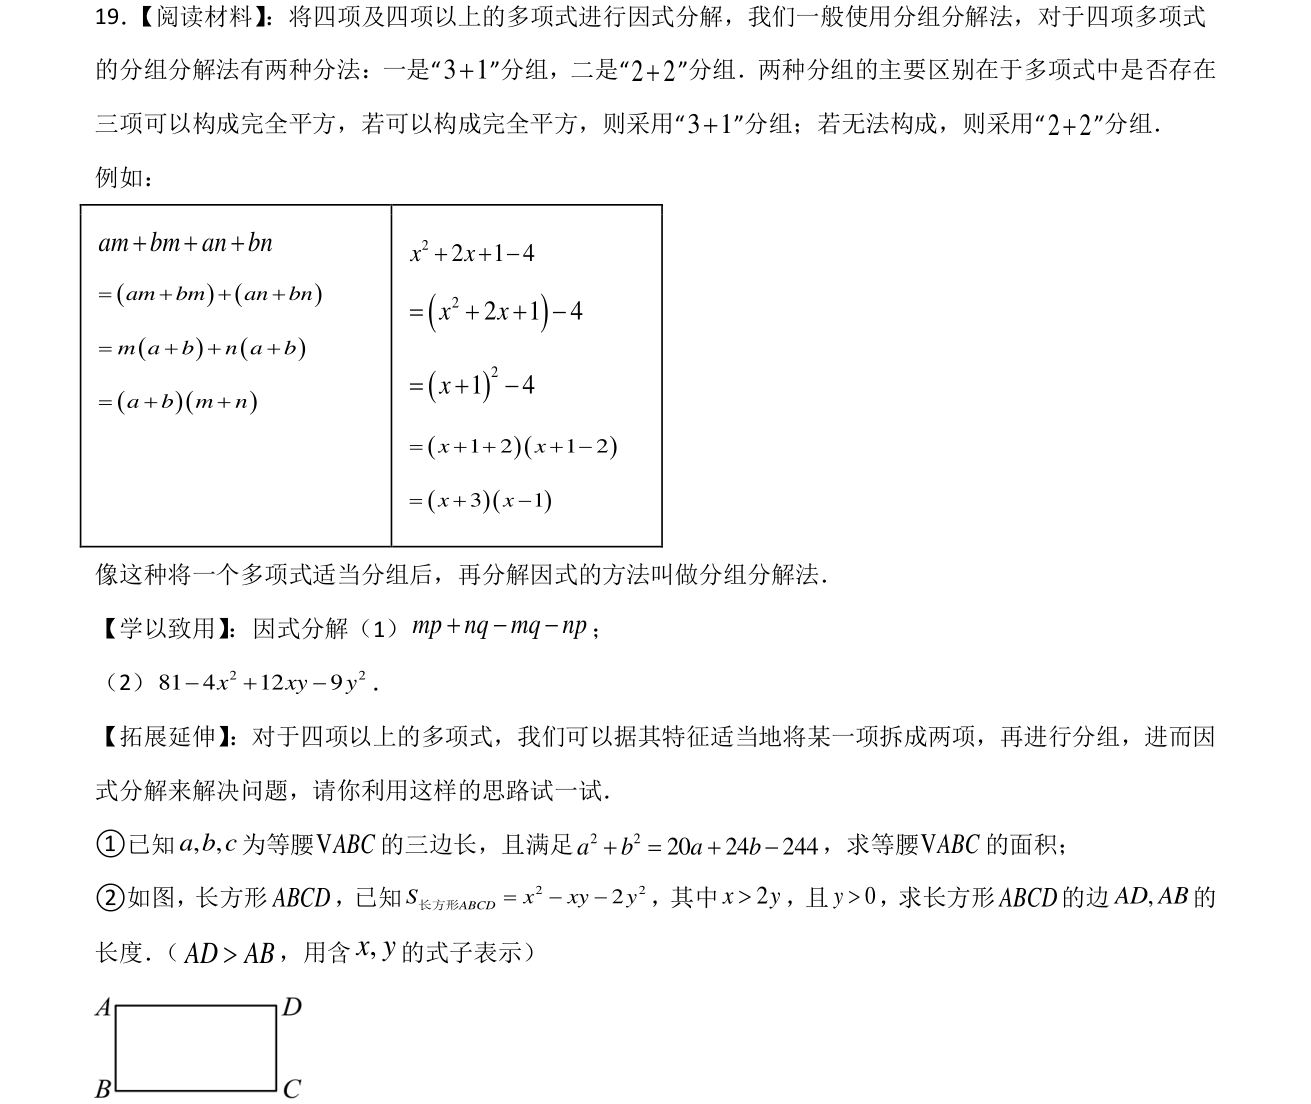 19.【阅读材料】：将四项及四项以上的多项式进行因式分解，我们一般使用分组分解法，对于四项多项式
的分组分解法有两种分法：一是“3+1”分组，二是“2+2”分组．两种分组的主要区别在于多项式中是否存在
三项可以构成完全平方，若可以构成完全平方，则采用“3+1”分组；若无法构成，则采用“2+2”分组．
例如：
am+bm+an+bn
=(am+bm)+(an+bn)
=m(a+b)+n(a+b)
=(a+b)(m+n)
x²+2x+1−4
=(x²+2x+1)−4
=(x+1)²−4
=(x+1+2)(x+1−2)
=(x+3)(x−1)
像这种将一个多项式适当分组后，再分解因式的方法叫做分组分解法．
【学以致用】：因式分解（1）mp+nq−mq−np；
（2）81−4x²+12xy−9y²．
【拓展延伸】：对于四项以上的多项式，我们可以据其特征适当地将某一项拆成两项，再进行分组，进而因
式分解来解决问题，请你利用这样的思路试一试．
①已知a,b,c为等腰VABC的三边长，且满足a²+b²=20a+24b−244，求等腰VABC的面积；
②如图，长方形ABCD，已知S长方形ABCD=x²−xy−2y²，其中x>2y，且y>0，求长方形ABCD的边AD,AB的
长度．（AD>AB，用含x,y的式子表示）
A D
B C